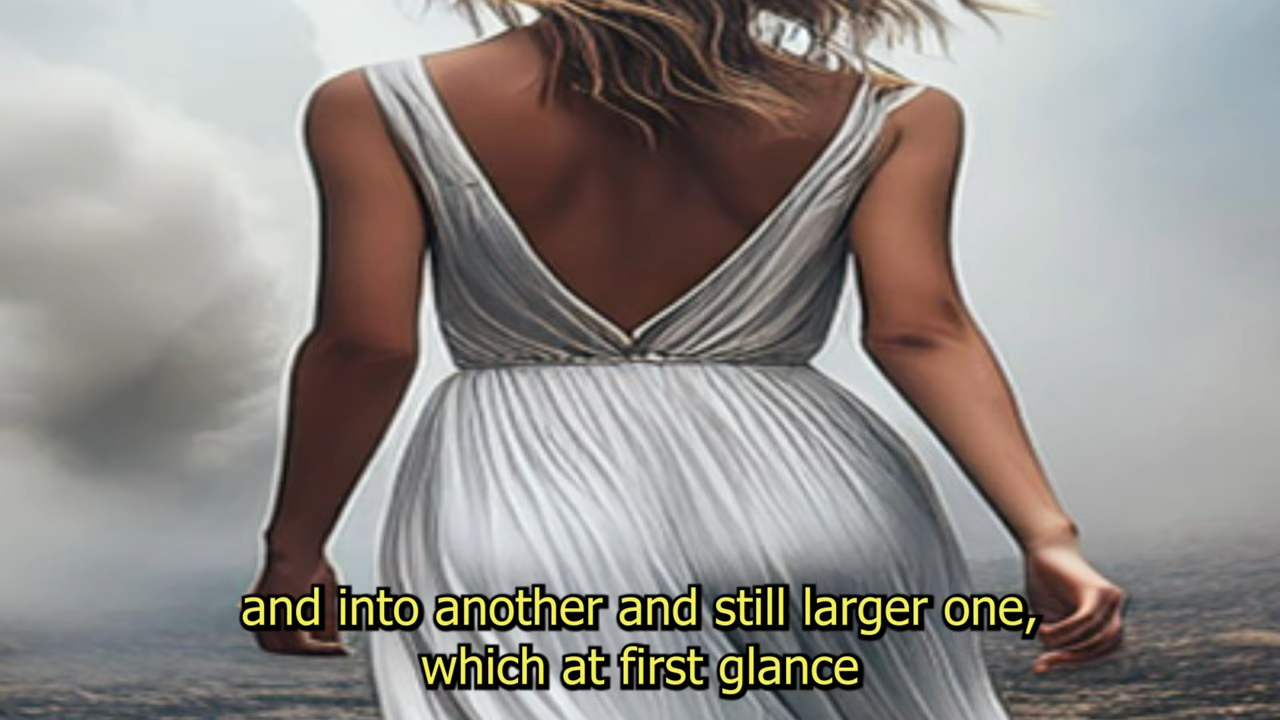 and into another and still larger one,
which at first glance